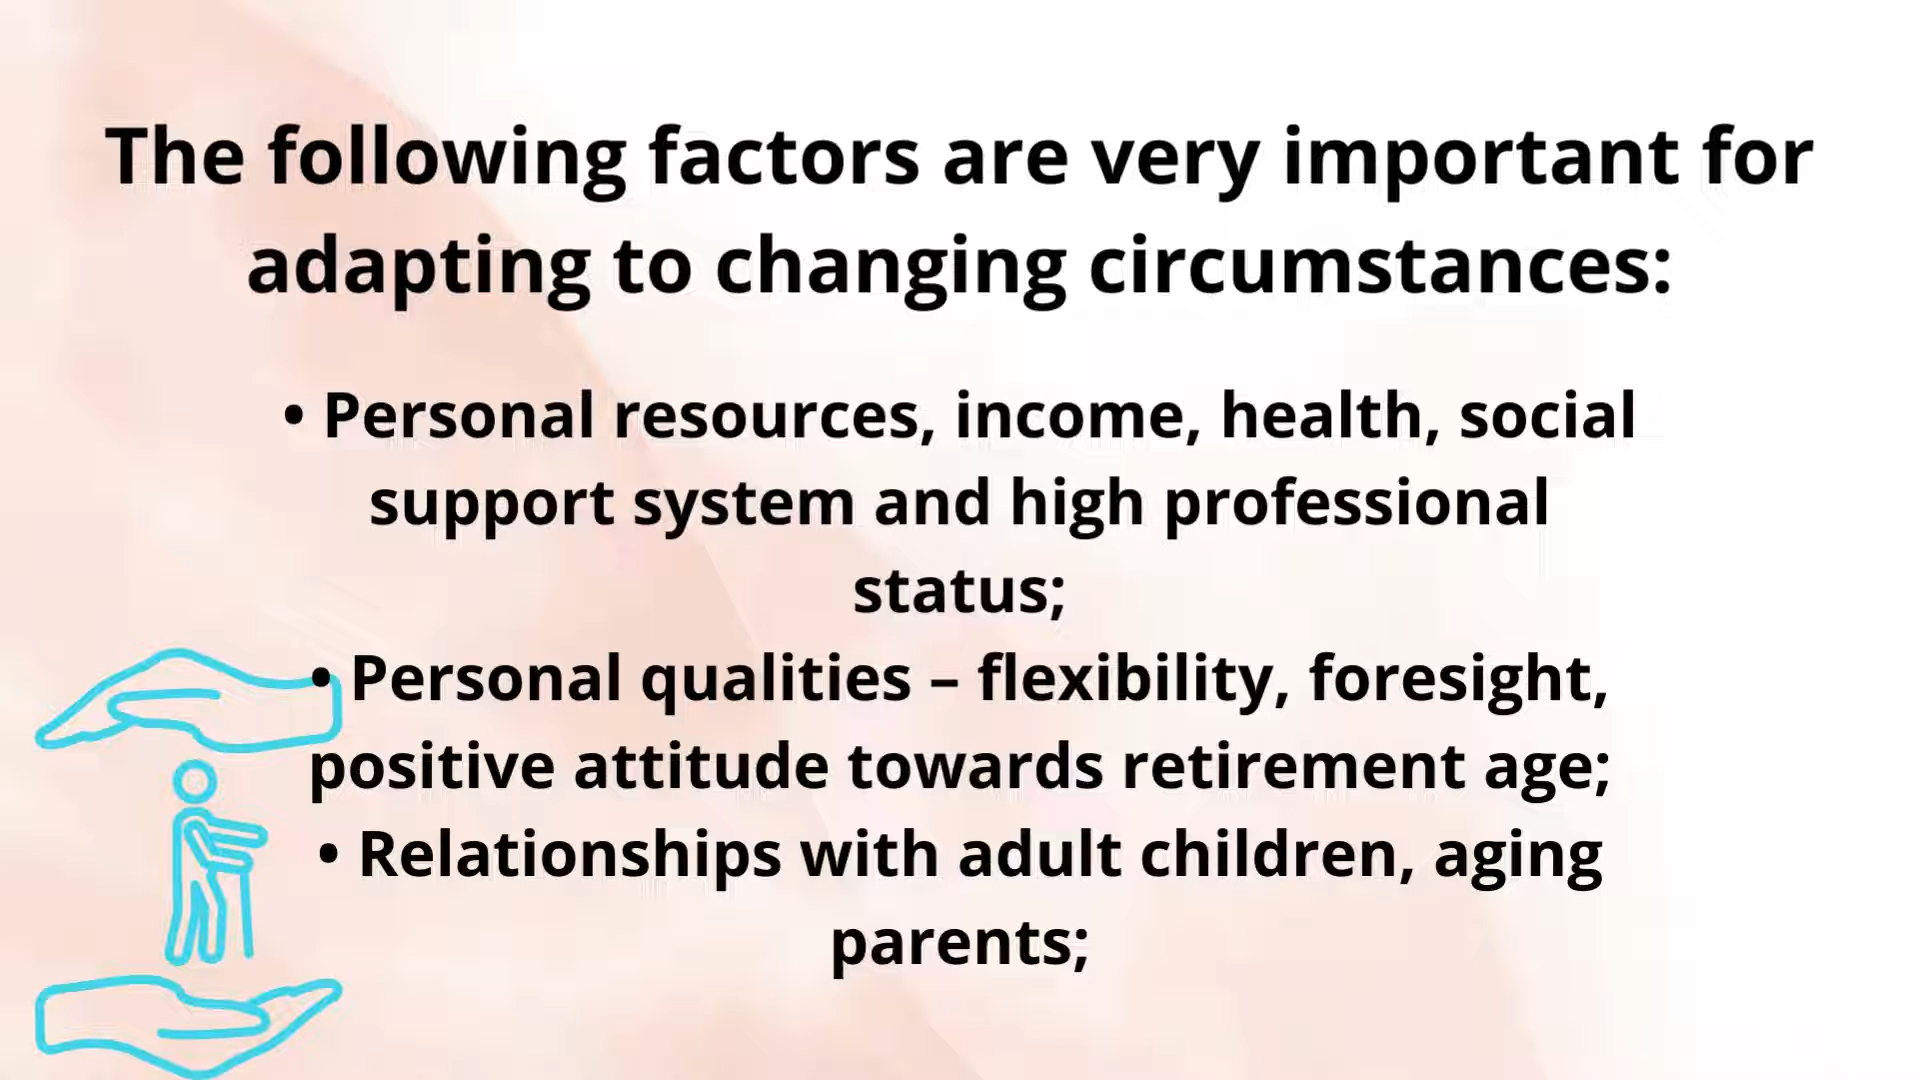 The following factors are very important for
adapting to changing circumstances:
• Personal resources, income, health, social
support system and high professional
status;
• Personal qualities – flexibility, foresight,
positive attitude towards retirement age;
• Relationships with adult children, aging
parents;